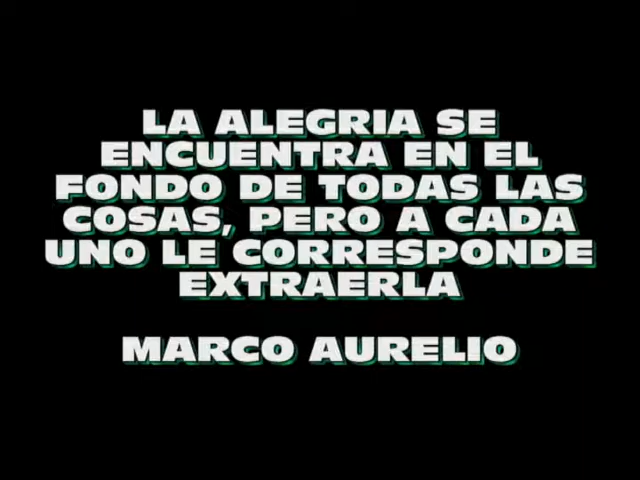 LA ALEGRIA SE
ENCUENTRA EN EL
FONDO DE TODAS LAS
COSAS, PERO A CADA
UNO LE CORRESPONDE
EXTRAERLA
MARCO AURELIO